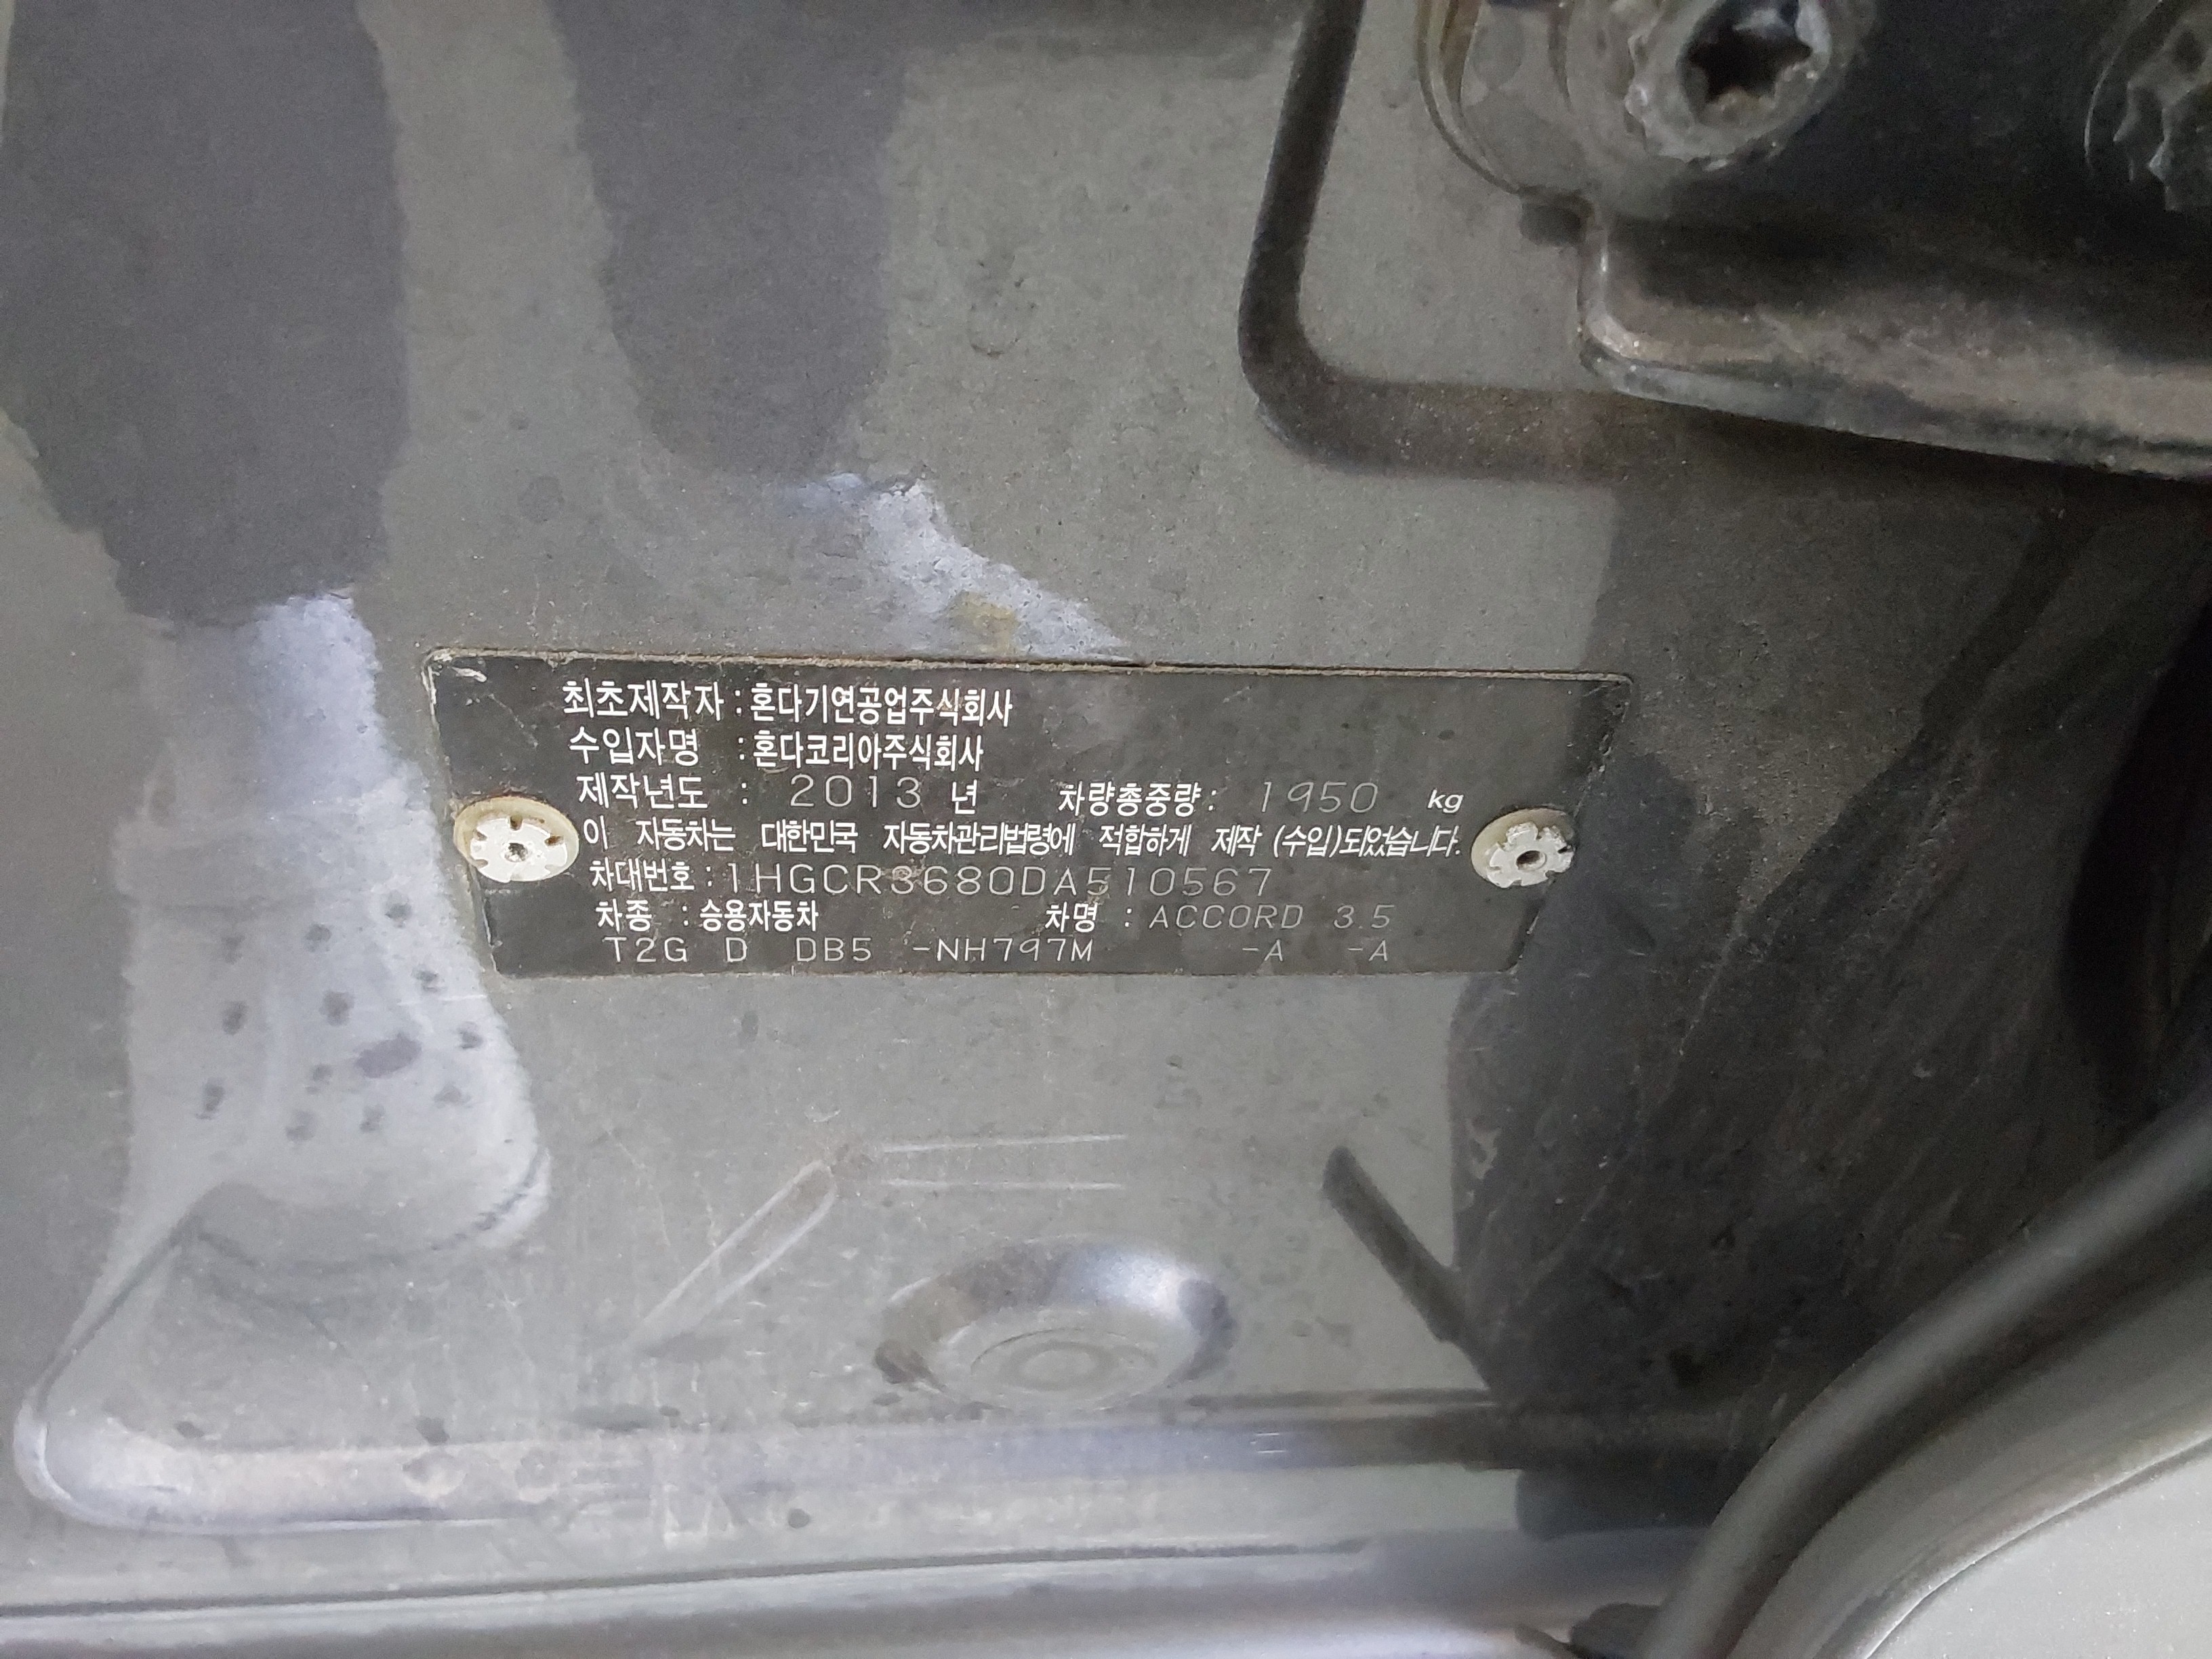 최초제작자 : 혼다기연공업주식회사
수입자명 : 혼다코리아주식회사
제작년도 : 2013 년 차량총중량 : 1950 kg
이 자동차는 대한민국 자동차관리법령에 적합하게 제작 (수입)되었습니다.
차대번호 : 1HGCR3680DA510567
차종 : 승용자동차 차명 : ACCORD 3.5
T2G D DB5 -NH797M -A -A